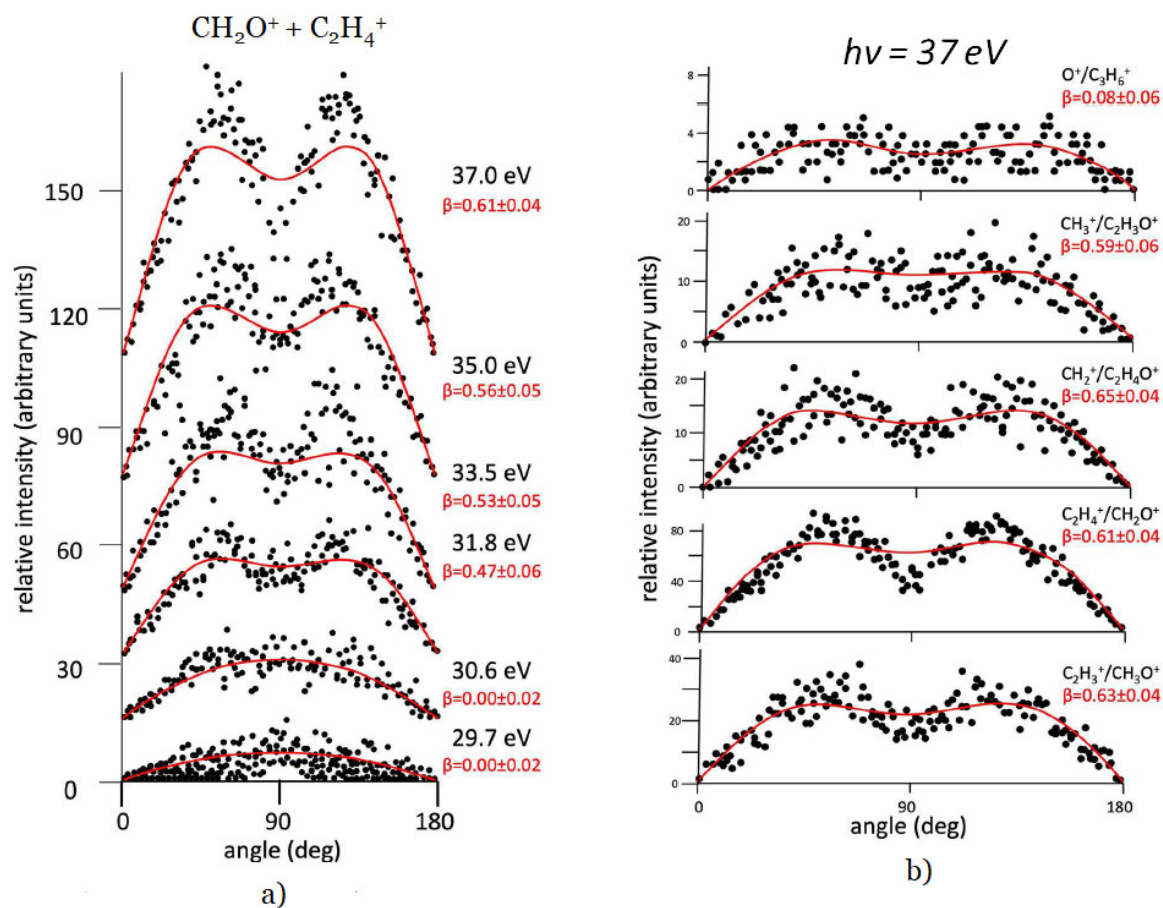 CH₂O⁺ + C₂H₄⁺
relative intensity (arbitrary units)
150
120
90
60
30
0
37.0 eV
β=0.61±0.04
35.0 eV
β=0.56±0.05
33.5 eV
β=0.53±0.05
31.8 eV
β=0.47±0.06
30.6 eV
β=0.00±0.02
29.7 eV
β=0.00±0.02
0 90 180
angle (deg)
a)
hν = 37 eV
relative intensity (arbitrary units)
8
4
0
O⁺/C₃H₆⁺
β=0.08±0.06
20
10
0
CH₃⁺/C₂H₃O⁺
β=0.59±0.06
20
10
0
CH₂⁺/C₂H₄O⁺
β=0.65±0.04
80
40
0
C₂H₄⁺/CH₂O⁺
β=0.61±0.04
40
20
0
C₂H₃⁺/CH₃O⁺
β=0.63±0.04
0 90 180
angle (deg)
b)